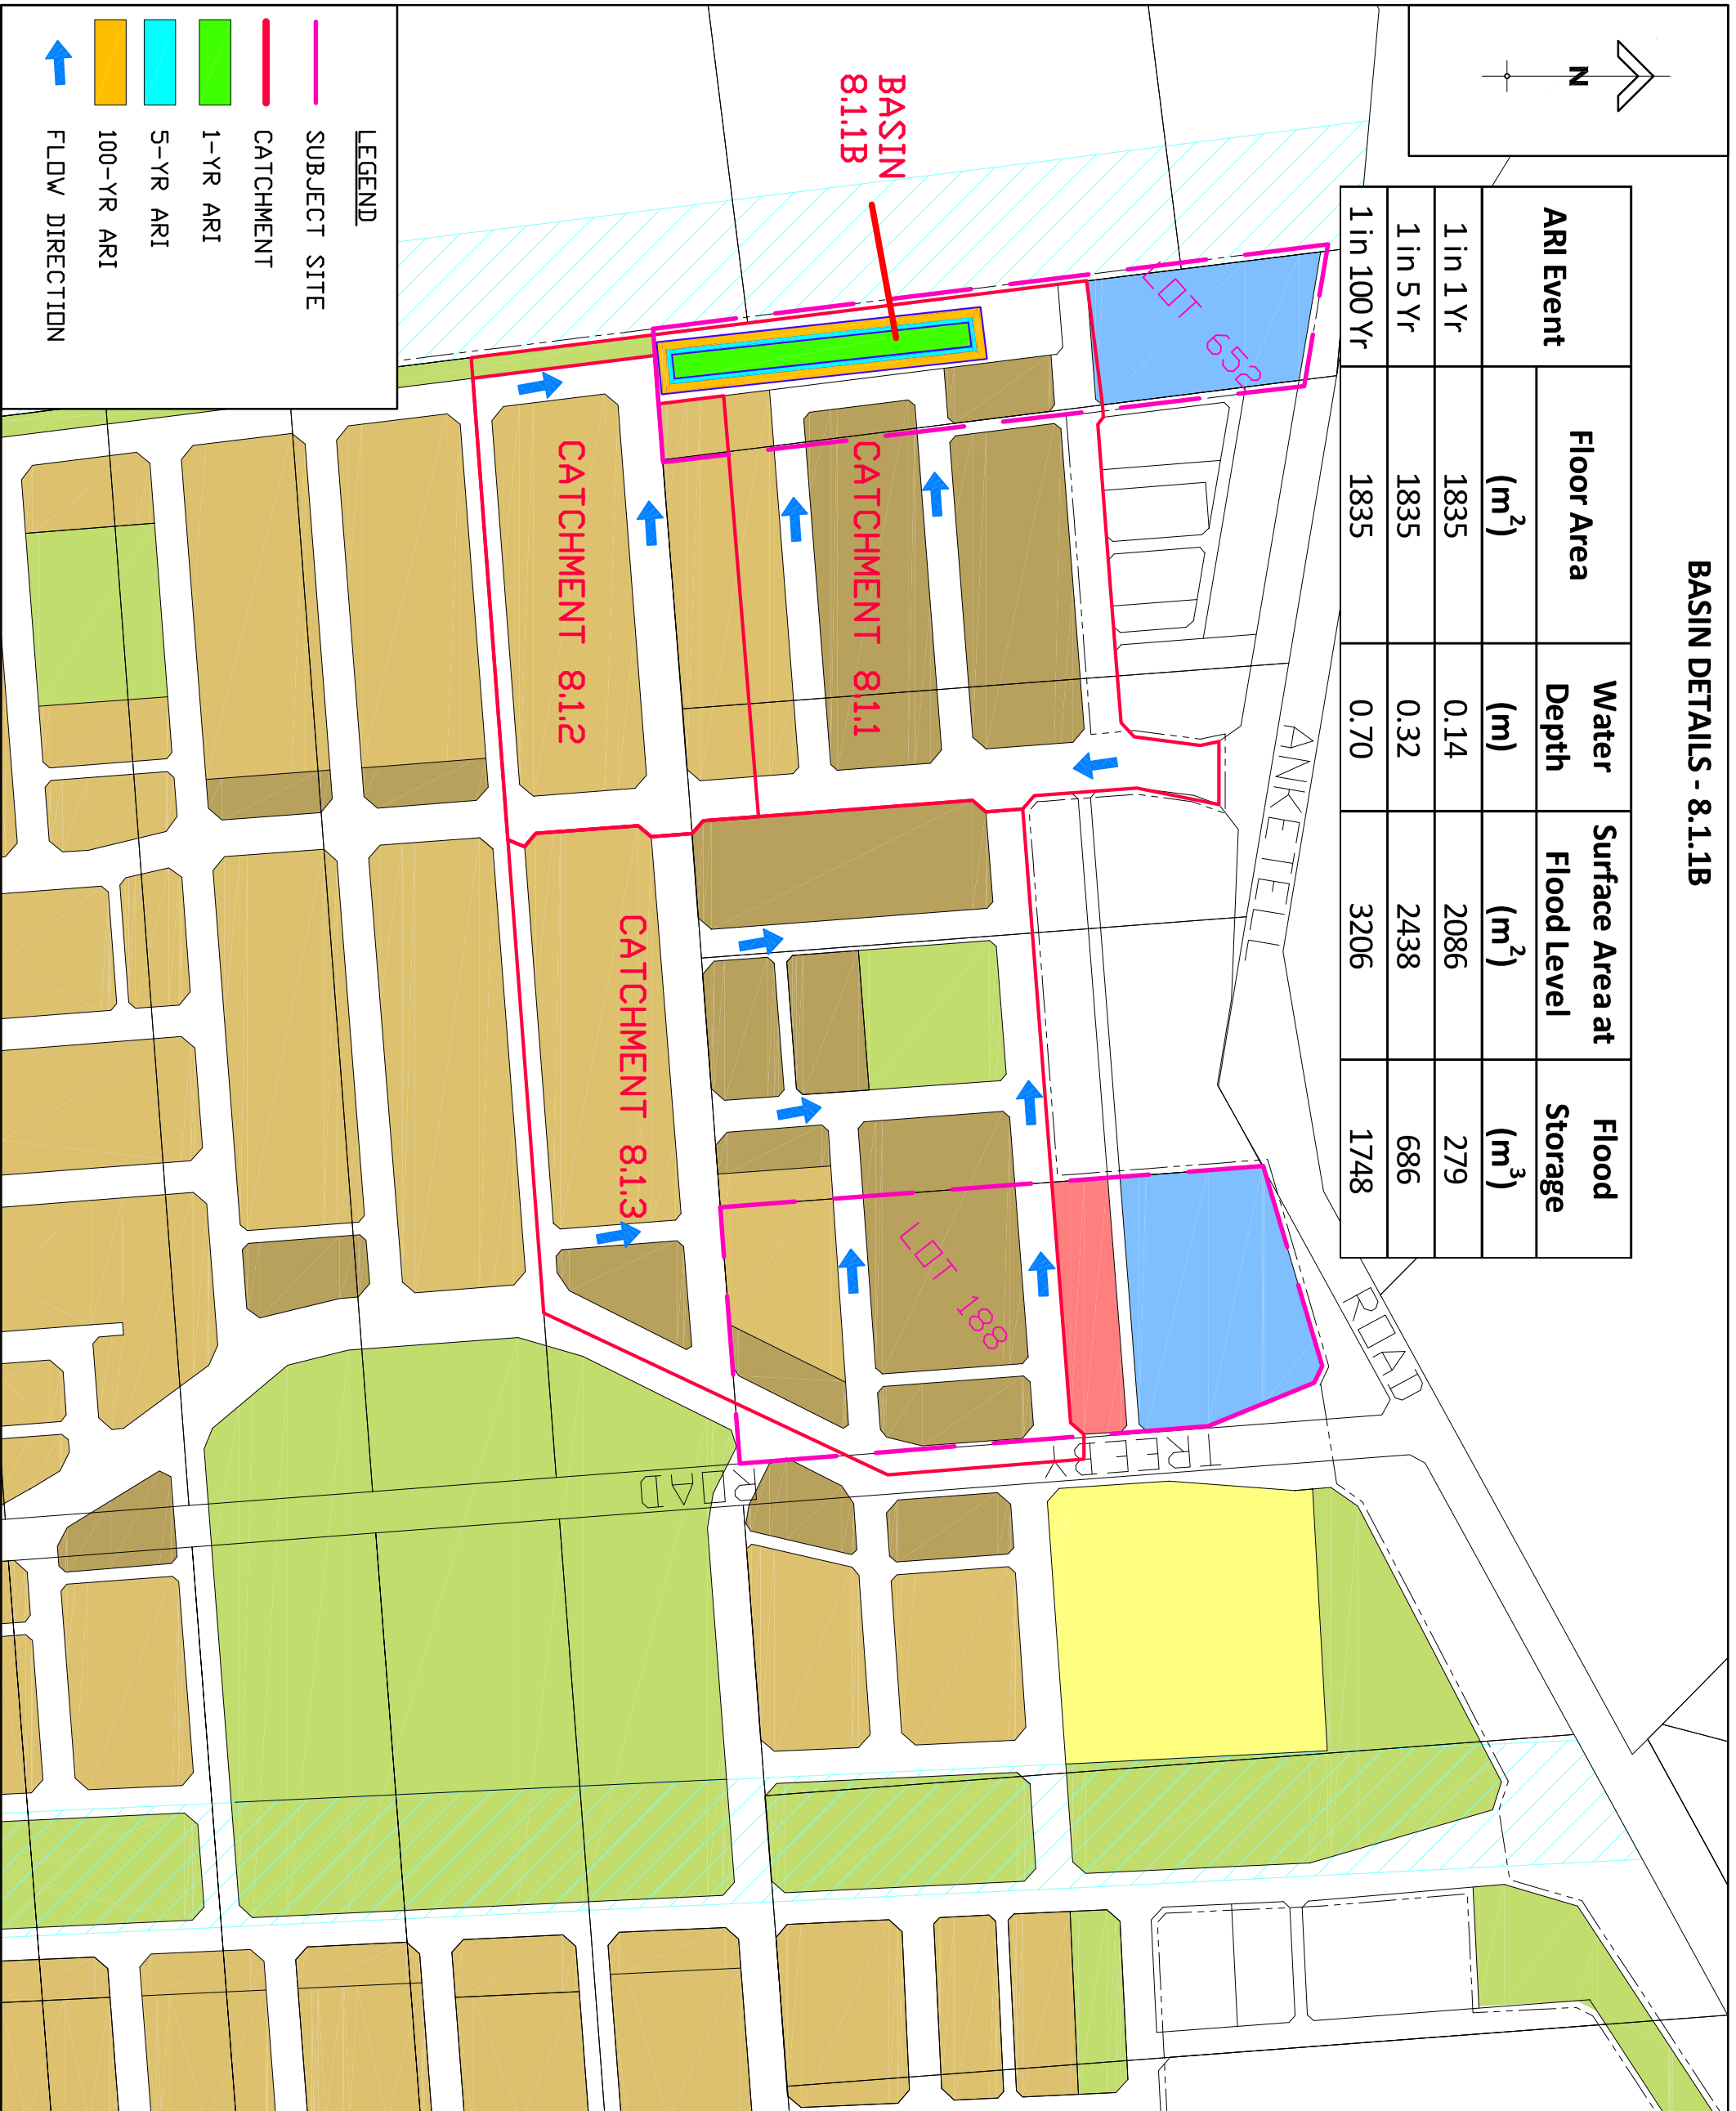 BASIN DETAILS - 8.1.1B
ARI Event Floor Area Water Depth Surface Area at Flood Level Flood Storage
(m²) (m) (m²) (m³)
1 in 1 Yr 1835 0.14 2086 279
1 in 5 Yr 1835 0.32 2438 686
1 in 100 Yr 1835 0.70 3206 1748
N
ANKETELL ROAD
LOT 652
BASIN
8.1.1B
CATCHMENT 8.1.1
CATCHMENT 8.1.2
CATCHMENT 8.1.3
LOT 188
TREEBY ROAD
LEGEND
SUBJECT SITE
CATCHMENT
1-YR ARI
5-YR ARI
100-YR ARI
FLOW DIRECTION